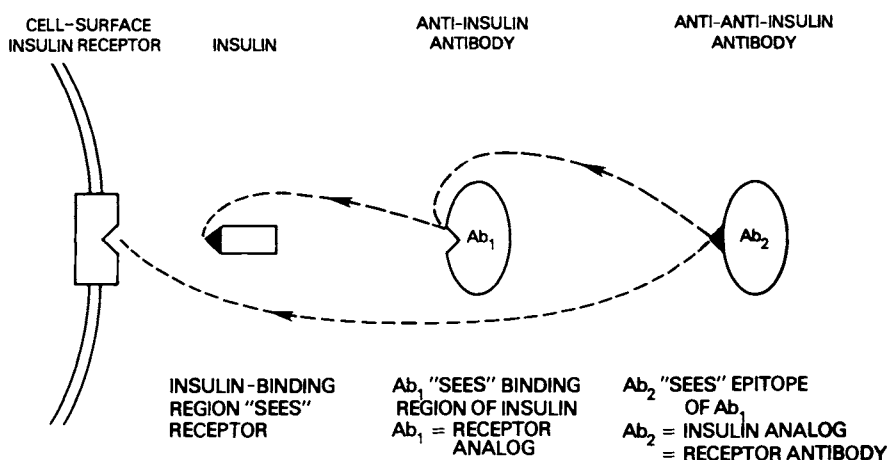 CELL-SURFACE
INSULIN RECEPTOR
INSULIN
ANTI-INSULIN
ANTIBODY
ANTI-ANTI-INSULIN
ANTIBODY
Ab₁
Ab₂
INSULIN-BINDING
REGION "SEES"
RECEPTOR
Ab₁ "SEES" BINDING
REGION OF INSULIN
Ab₁ = RECEPTOR
ANALOG
Ab₂ "SEES" EPITOPE
OF Ab₁
Ab₂ = INSULIN ANALOG
= RECEPTOR ANTIBODY